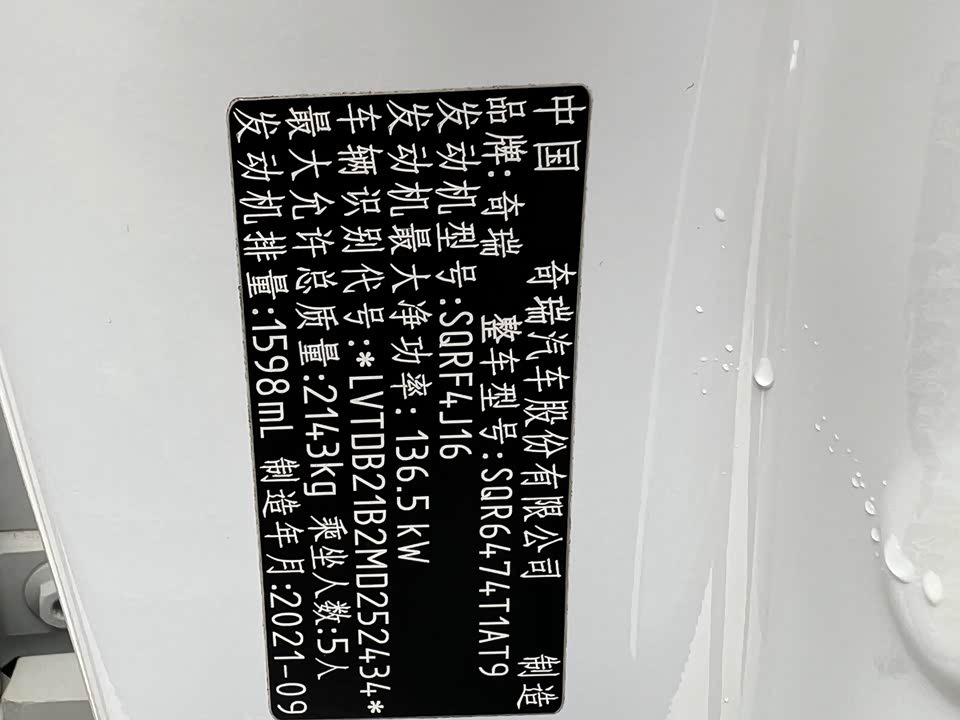 中国 奇瑞汽车股份有限公司 制造
品牌: 奇瑞 整车型号:SQR6474T1AT9
发动机型号:SQRF4J16
发动机最大净功率: 136.5 kW
车辆识别代号:*LVTDB21B2MD252434*
最大允许总质量:2143kg 乘坐人数:5人
发动机排量:1598mL 制造年月:2021-09